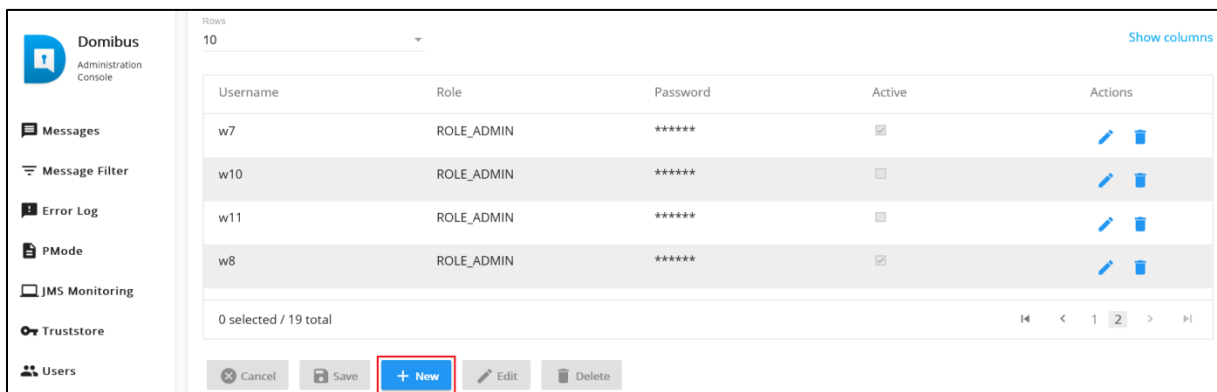 Domibus
Administration
Console
Messages
Message Filter
Error Log
PMode
JMS Monitoring
Truststore
Users
Rows
10
Show columns
Username Role Password Active Actions
w7 ROLE_ADMIN ******
w10 ROLE_ADMIN ******
w11 ROLE_ADMIN ******
w8 ROLE_ADMIN ******
0 selected / 19 total 1 2
Cancel Save + New Edit Delete